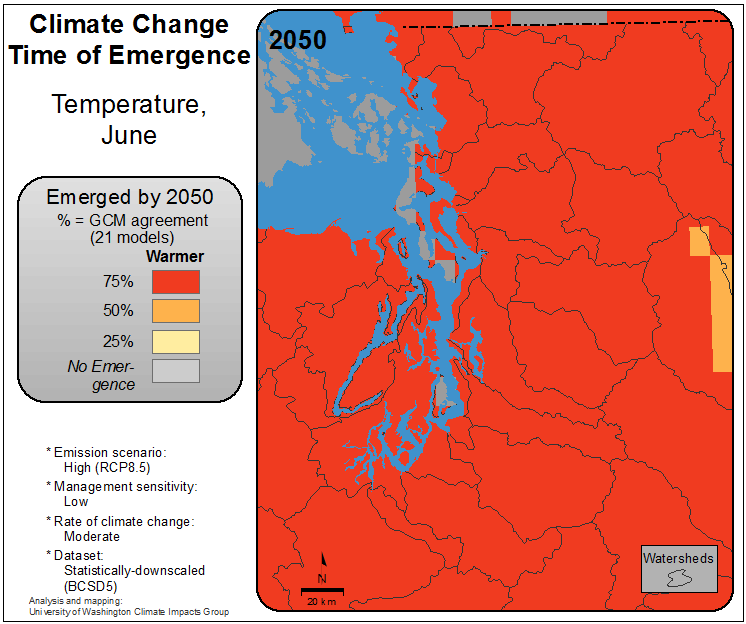 Climate Change
Time of Emergence
Temperature,
June
Emerged by 2050
% = GCM agreement
(21 models)
Warmer
75%
50%
25%
No Emer-
gence
* Emission scenario:
High (RCP8.5)
* Management sensitivity:
Low
* Rate of climate change:
Moderate
* Dataset:
Statistically-downscaled
(BCSD5)
Analysis and mapping:
University of Washington Climate Impacts Group
2050
N
20 km
Watersheds